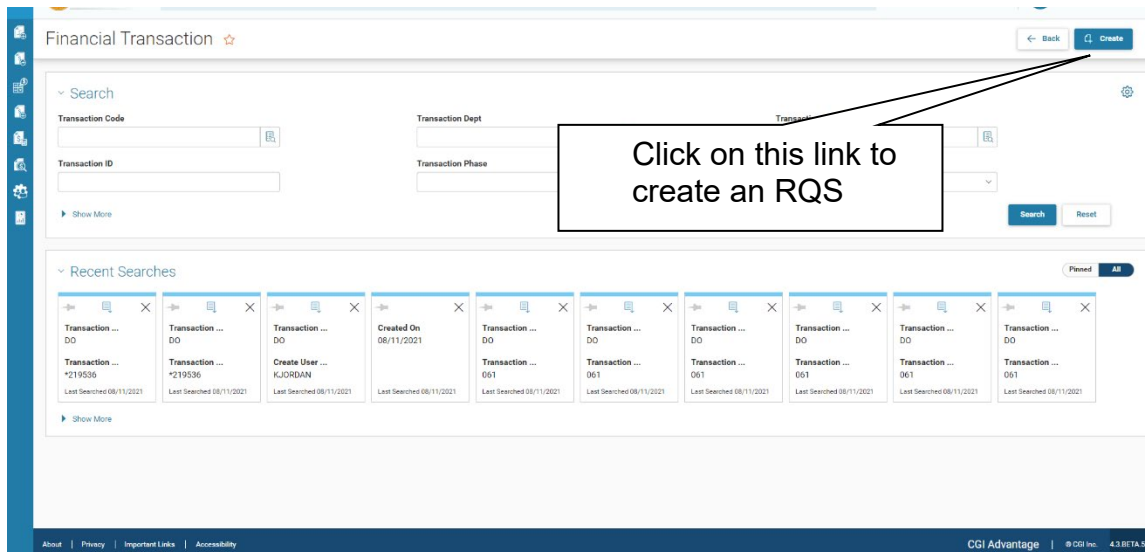 Financial Transaction
Back
Create
Search
Transaction Code
Transaction Dept
Transaction ID
Transaction Phase
Click on this link to
create an RQS
Show More
Search Reset
Recent Searches
Pinned All
Transaction ... Transaction ... Transaction ... Created On Transaction ... Transaction ... Transaction ... Transaction ... Transaction ... Transaction ...
DO DO DO 08/11/2021 DO DO DO DO DO DO
Transaction ... Transaction ... Create User ... Transaction ... Transaction ... Transaction ... Transaction ... Transaction ... Transaction ...
*219536 *219536 KJORDAN 061 061 061 061 061 061
Last Searched 08/11/2021 Last Searched 08/11/2021 Last Searched 08/11/2021 Last Searched 08/11/2021 Last Searched 08/11/2021 Last Searched 08/11/2021 Last Searched 08/11/2021 Last Searched 08/11/2021 Last Searched 08/11/2021 Last Searched 08/11/2021
Show More
About | Privacy | Important Links | Accessibility CGI Advantage | © CGI Inc. 4.3.BETA.5